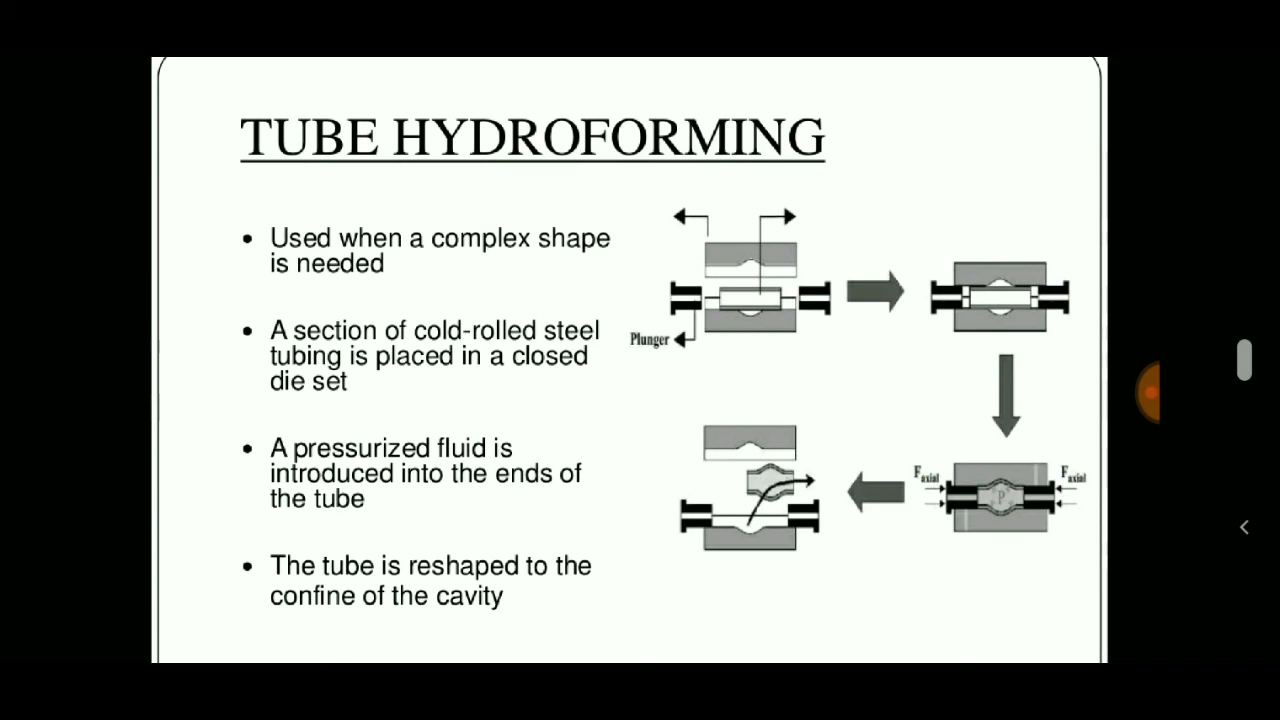 TUBE HYDROFORMING
• Used when a complex shape
is needed
• A section of cold-rolled steel
tubing is placed in a closed
die set
• A pressurized fluid is
introduced into the ends of
the tube
• The tube is reshaped to the
confine of the cavity
Plunger
F axial
F axial
P